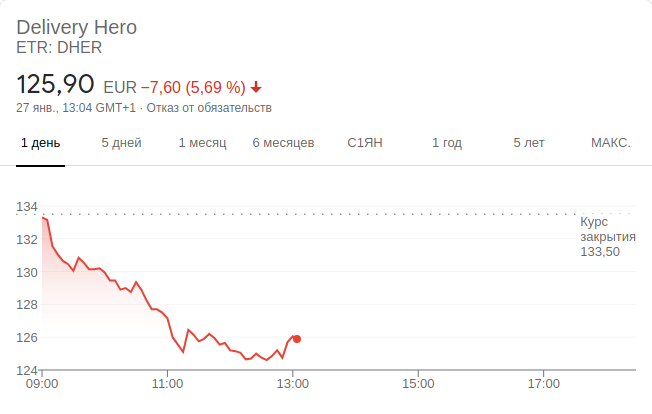 Delivery Hero
ETR: DHER
125,90 EUR −7,60 (5,69 %)
27 янв., 13:04 GMT+1 · Отказ от обязательств
1 день 5 дней 1 месяц 6 месяцев С1ЯН 1 год 5 лет МАКС.
134
132
130
128
126
124
Курс
закрытия
133,50
09:00 11:00 13:00 15:00 17:00